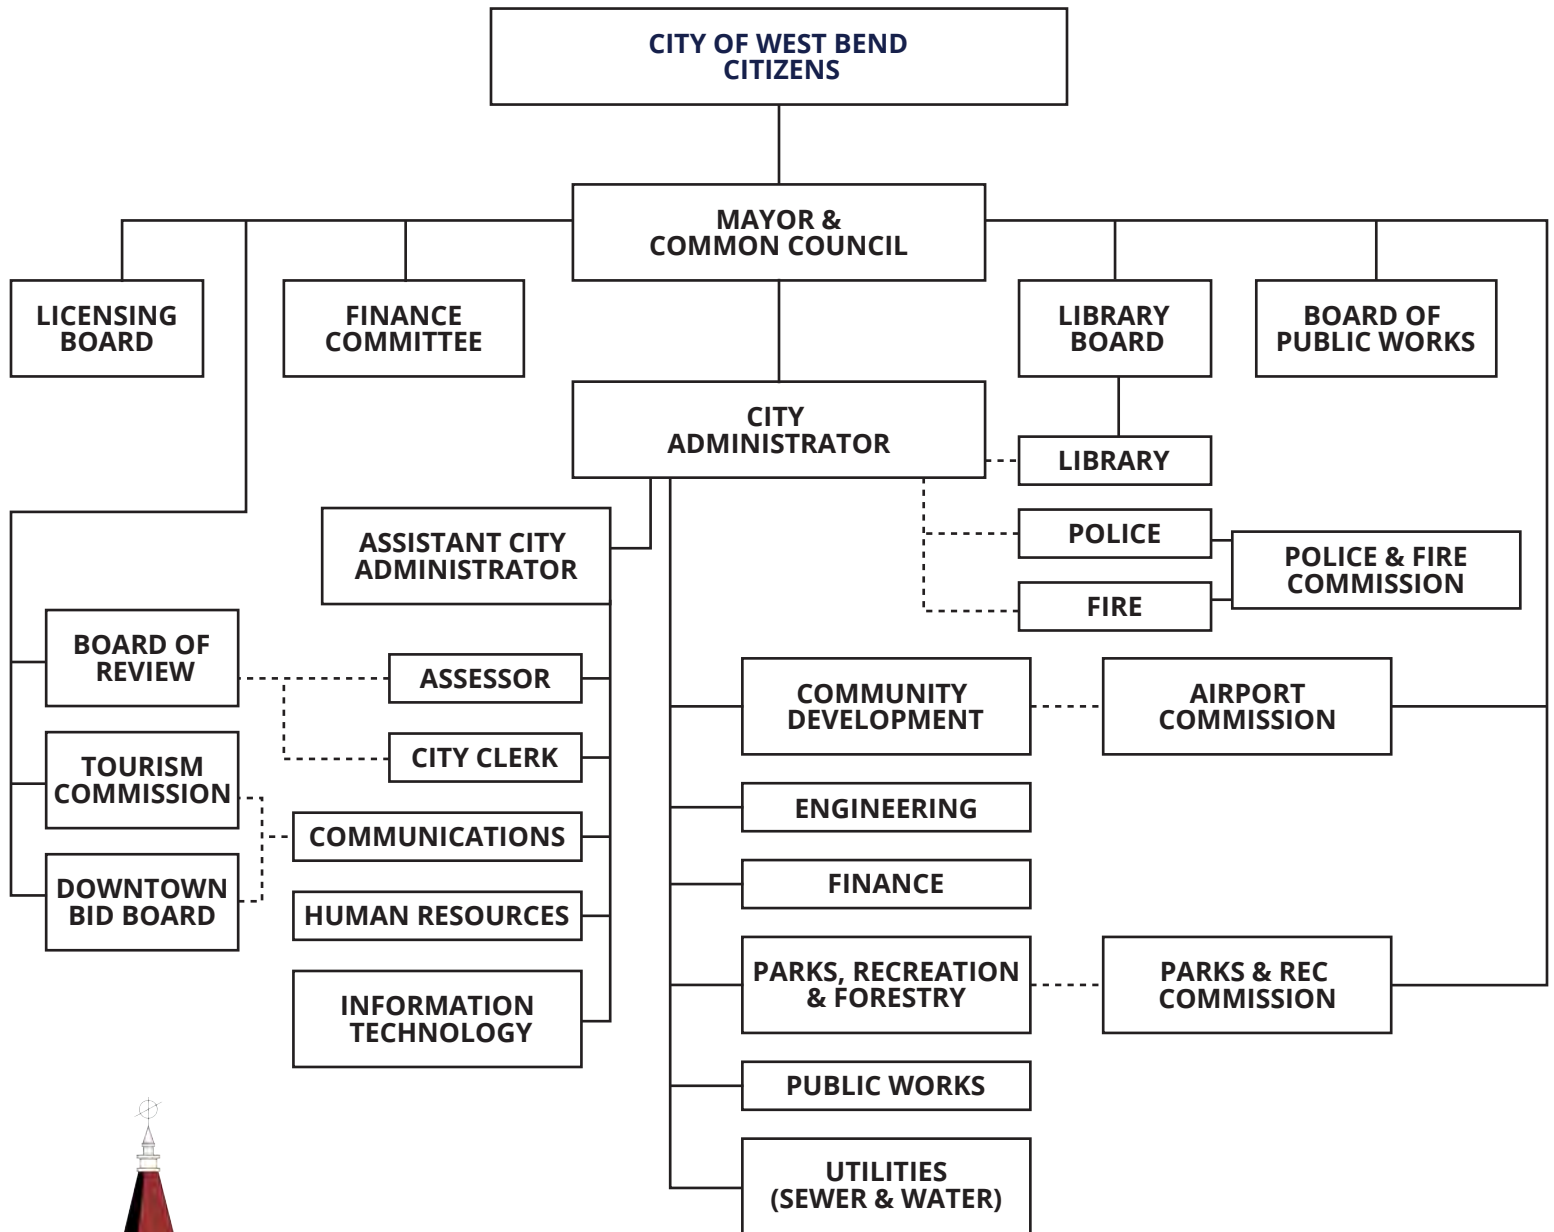 CITY OF WEST BEND
CITIZENS
MAYOR &
COMMON COUNCIL
LICENSING
BOARD
FINANCE
COMMITTEE
LIBRARY
BOARD
BOARD OF
PUBLIC WORKS
CITY
ADMINISTRATOR
LIBRARY
ASSISTANT CITY
ADMINISTRATOR
POLICE
POLICE & FIRE
COMMISSION
FIRE
BOARD OF
REVIEW
ASSESSOR
CITY CLERK
TOURISM
COMMISSION
COMMUNICATIONS
DOWNTOWN
BID BOARD
HUMAN RESOURCES
INFORMATION
TECHNOLOGY
COMMUNITY
DEVELOPMENT
AIRPORT
COMMISSION
ENGINEERING
FINANCE
PARKS, RECREATION
& FORESTRY
PARKS & REC
COMMISSION
PUBLIC WORKS
UTILITIES
(SEWER & WATER)